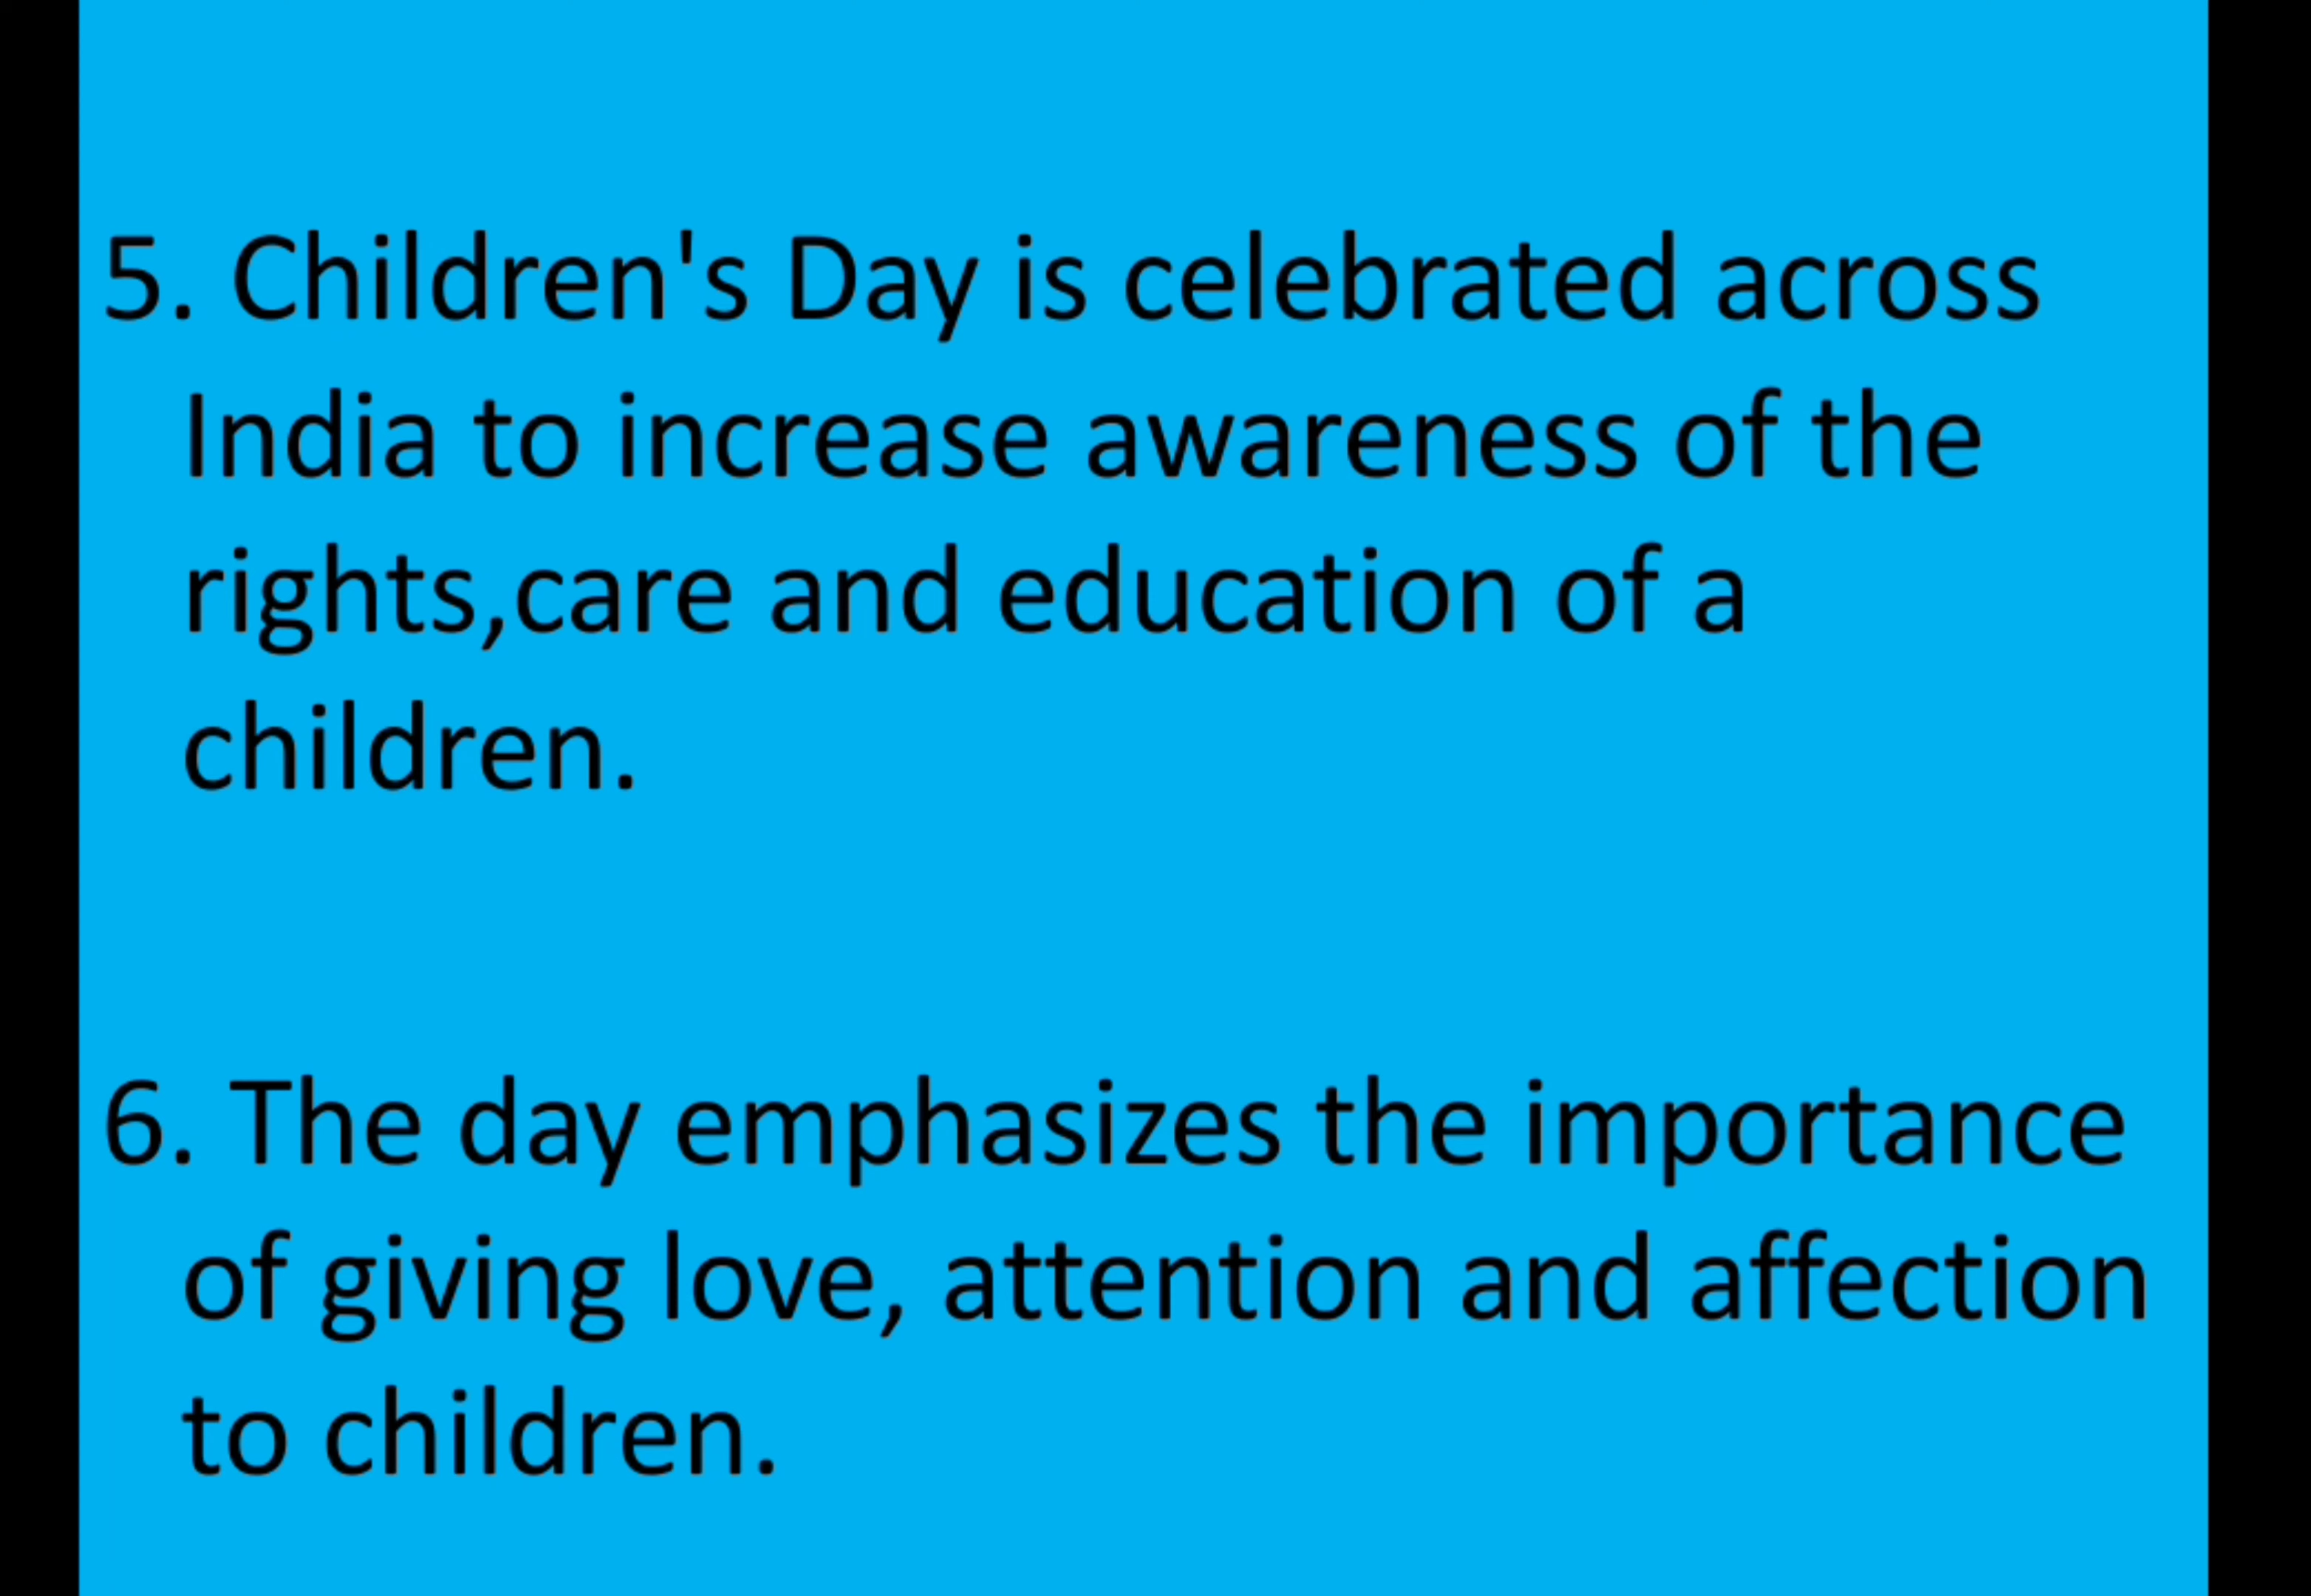 5. Children's Day is celebrated across
India to increase awareness of the
rights,care and education of a
children.
6. The day emphasizes the importance
of giving love, attention and affection
to children.